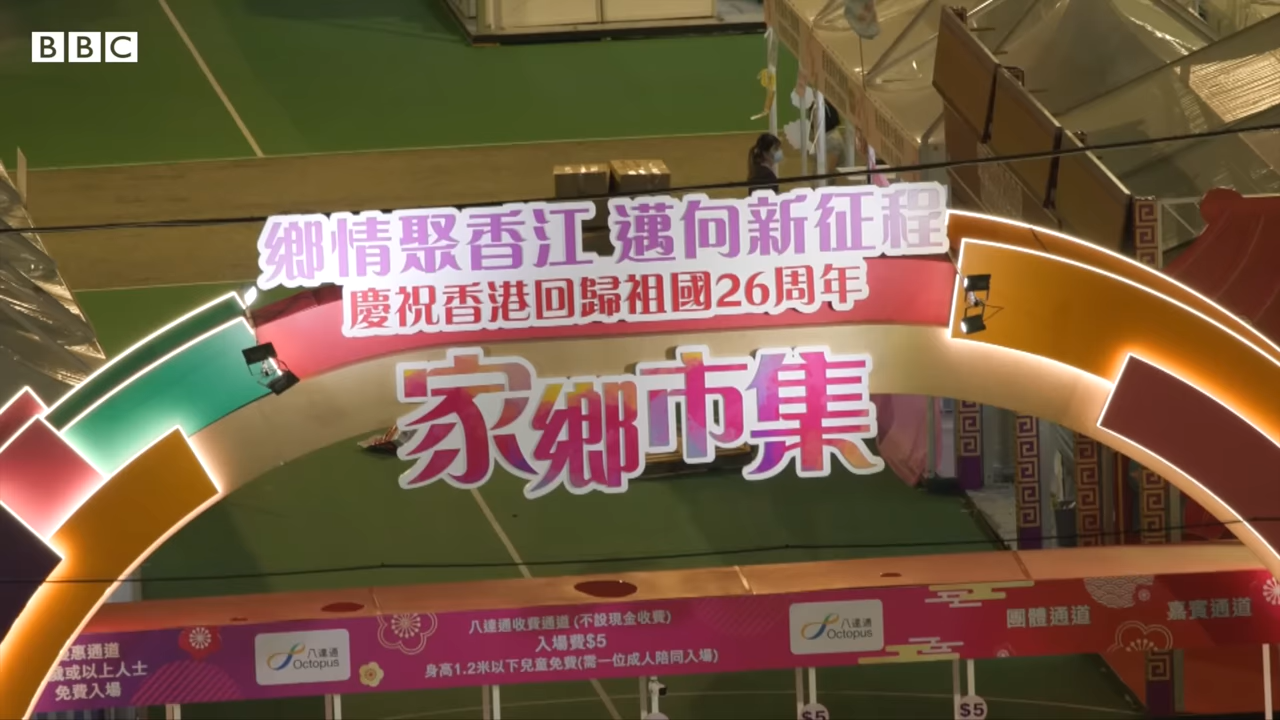 BBC
鄉情聚香江 邁向新征程
慶祝香港回歸祖國26周年
家鄉市集
惠通道
歲或以上人士
免費入場
八達通
Octopus
八達通收費通道 (不設現金收費)
入場費$5
身高1.2米以下兒童免費(需一位成人陪同入場)
八達通
Octopus
團體通道
嘉賓通道
$5
$5